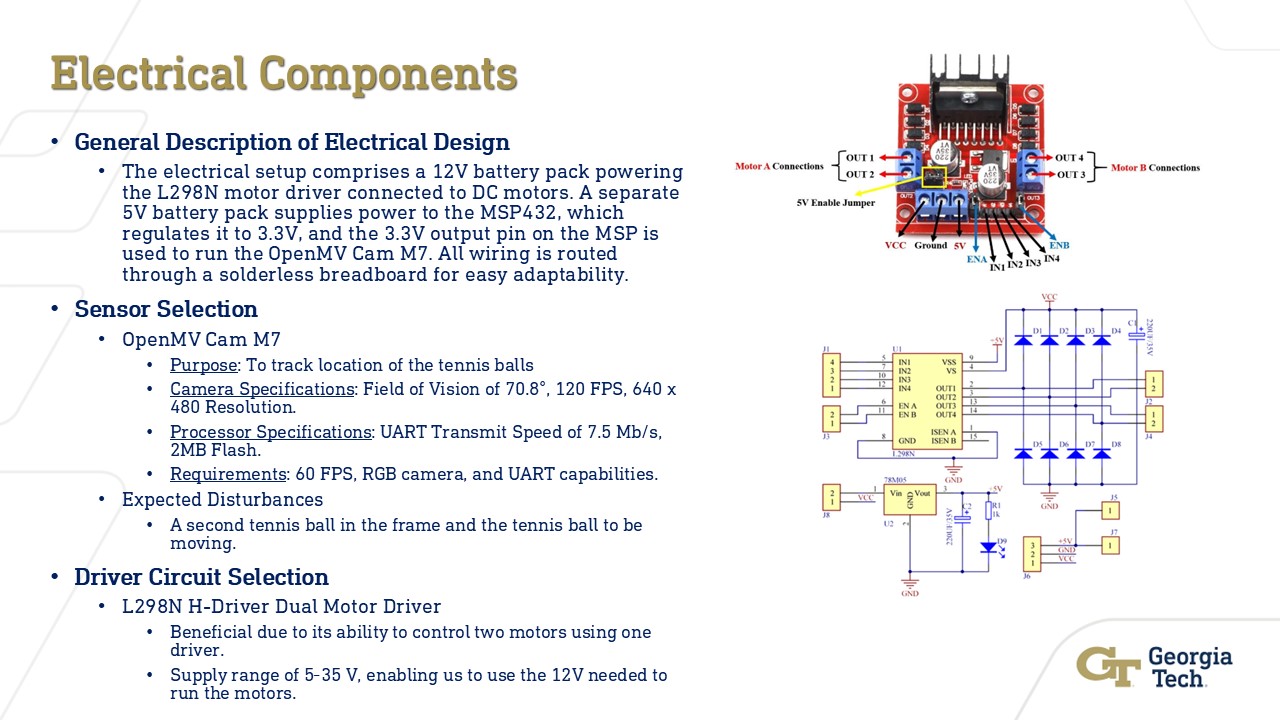 Electrical Components
• General Description of Electrical Design
• The electrical setup comprises a 12V battery pack powering
the L298N motor driver connected to DC motors. A separate
5V battery pack supplies power to the MSP432, which
regulates it to 3.3V, and the 3.3V output pin on the MSP is
used to run the OpenMV Cam M7. All wiring is routed
through a solderless breadboard for easy adaptability.
• Sensor Selection
• OpenMV Cam M7
• Purpose: To track location of the tennis balls
• Camera Specifications: Field of Vision of 70.8°, 120 FPS, 640 x
480 Resolution.
• Processor Specifications: UART Transmit Speed of 7.5 Mb/s,
2MB Flash.
• Requirements: 60 FPS, RGB camera, and UART capabilities.
• Expected Disturbances
• A second tennis ball in the frame and the tennis ball to be
moving.
• Driver Circuit Selection
• L298N H-Driver Dual Motor Driver
• Beneficial due to its ability to control two motors using one
driver.
• Supply range of 5-35 V, enabling us to use the 12V needed to
run the motors.
220
35V
VT
220
35V
VT
Motor A Connections
OUT 1
OUT 2
OUT 4
OUT 3
Motor B Connections
5V Enable Jumper
VCC Ground 5V
ENA IN1 IN2 IN3 IN4
ENB
VCC
+5V
D1 D2 D3 D4
C1
220UF/35V
J1
4
3
2
1
5
7
10
12
U1
IN1
IN2
IN3
IN4
VSS
VS
9
4
OUT1
OUT2
OUT3
OUT4
2
3
13
14
1
2
J2
J3
2
1
6
11
EN A
EN B
1
2
J4
8
GND
ISEN A
ISEN B
1
15
L298N
GND
D5 D6 D7 D8
GND
J8
2
1
VCC
1
78M05
Vin Vout
GND
U2
2
3
+5V
C2
220UF/35V
R1
1k
D9
GND
J5
1
J7
1
J6
3
2
1
+5V
GND
VCC
GT
Georgia
Tech